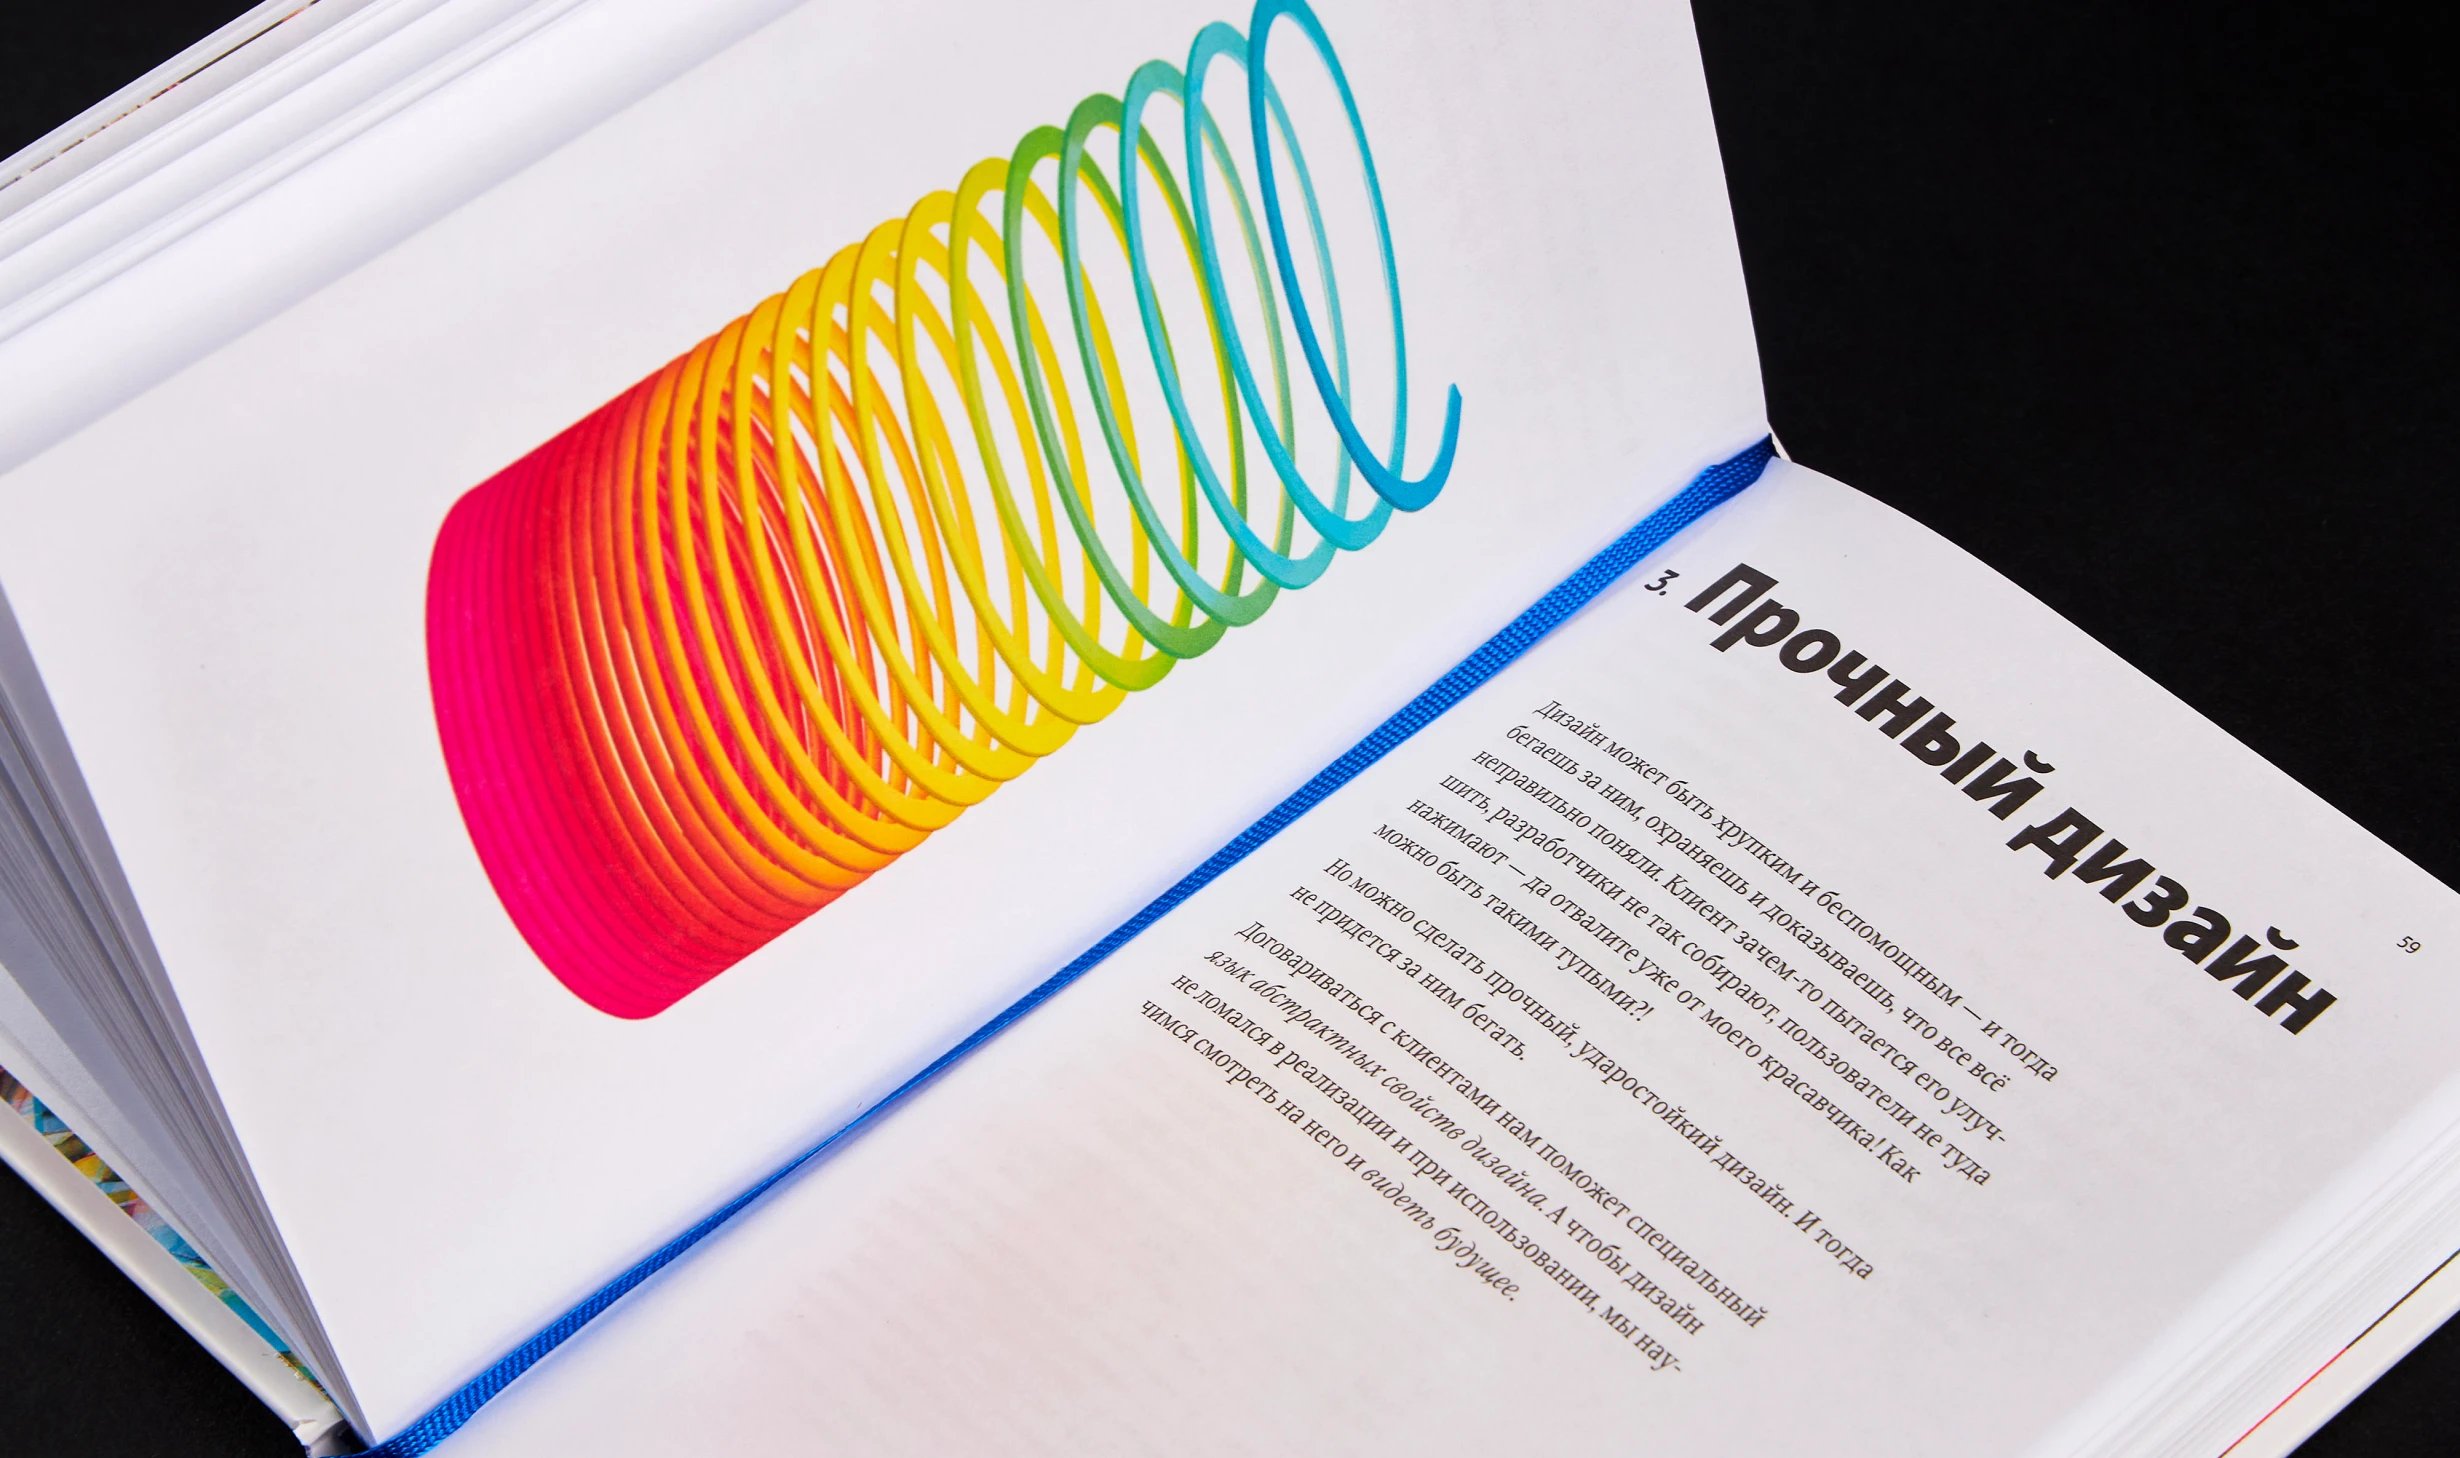 59
3. Прочный дизайн
Дизайн может быть хрупким и беспомощным — и тогда
бегаешь за ним, охраняешь и доказываешь, что все всё
неправильно поняли. Клиент зачем-то пытается его улуч-
шить, разработчики не так собирают, пользователи не туда
нажимают — да отвалите уже от моего красавчика! Как
можно быть такими тупыми?!
Но можно сделать прочный, ударостойкий дизайн. И тогда
не придется за ним бегать.
Договариваться с клиентами нам поможет специальный
язык абстрактных свойств дизайна. А чтобы дизайн
не ломался в реализации и при использовании, мы нау-
чимся смотреть на него и видеть будущее.